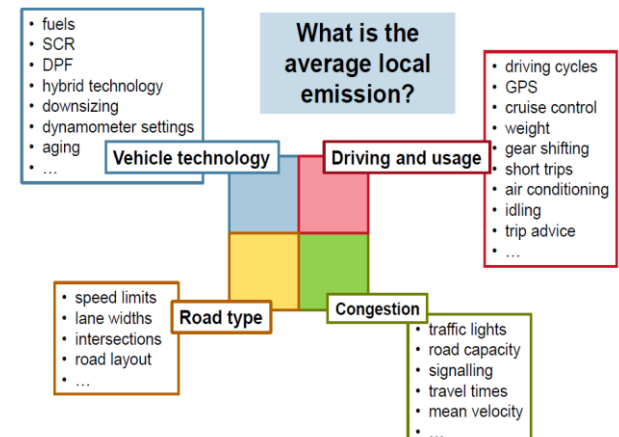 What is the
average local
emission?
• fuels
• SCR
• DPF
• hybrid technology
• downsizing
• dynamometer settings
• aging
• ...
Vehicle technology
Driving and usage
• driving cycles
• GPS
• cruise control
• weight
• gear shifting
• short trips
• air conditioning
• idling
• trip advice
• ...
• speed limits
• lane widths
• intersections
• road layout
• ...
Road type
Congestion
• traffic lights
• road capacity
• signalling
• travel times
• mean velocity
• ...